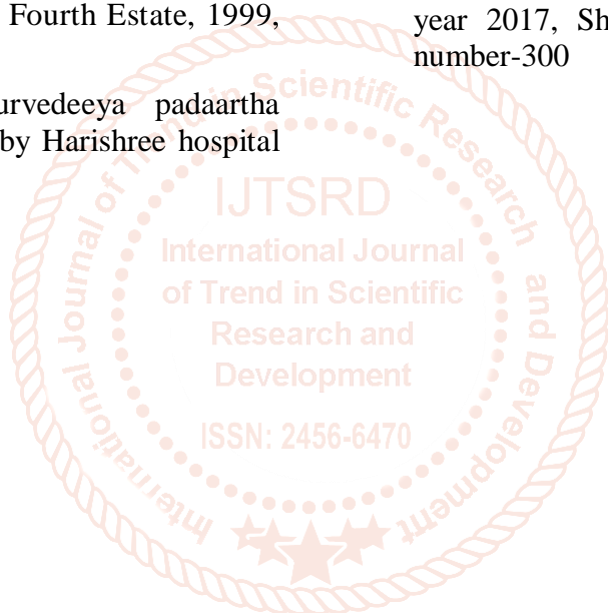 Fourth Estate, 1999,
urvedeeya padaartha
by Harishree hospital
year 2017, Sh
number-300
International Journal of Trend in Scientific Research and Development
IJTSRD
International Journal
of Trend in Scientific
Research and
Development
ISSN: 2456-6470